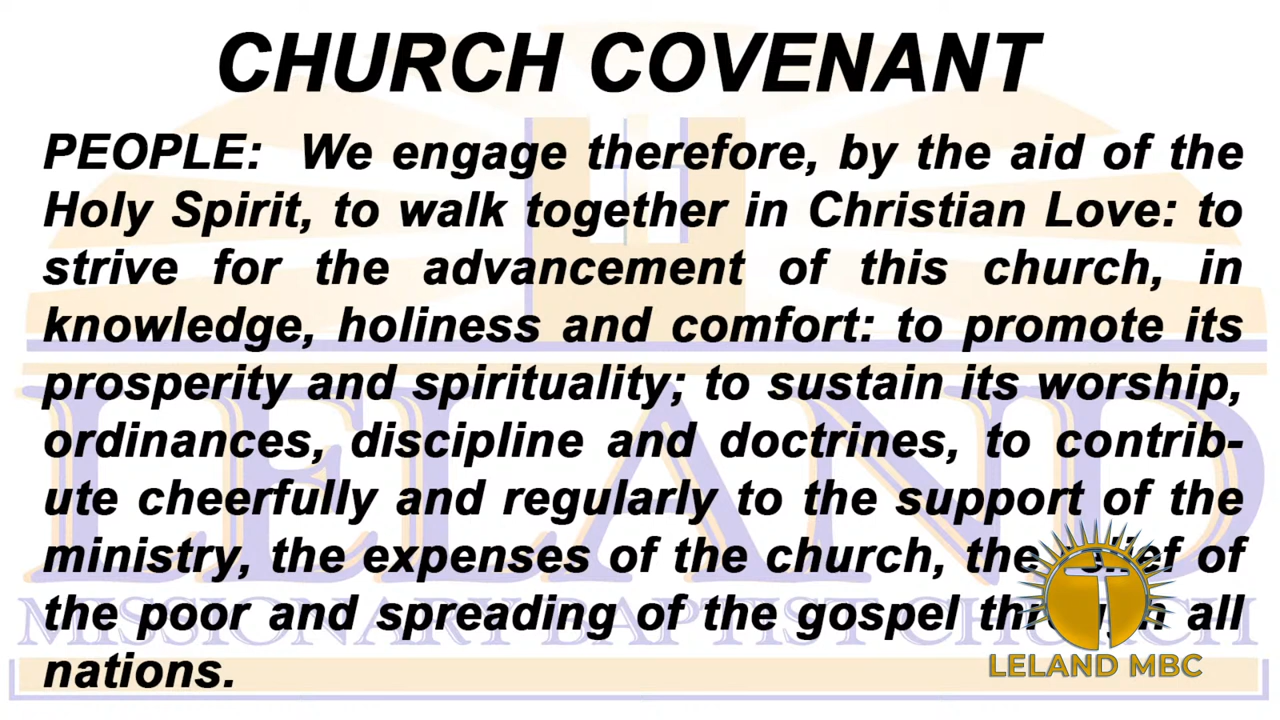 CHURCH COVENANT
PEOPLE: We engage therefore, by the aid of the
Holy Spirit, to walk together in Christian Love: to
strive for the advancement of this church, in
knowledge, holiness and comfort: to promote its
prosperity and spirituality; to sustain its worship,
ordinances, discipline and doctrines, to contrib-
ute cheerfully and regularly to the support of the
ministry, the expenses of the church, the of
the poor and spreading of the gospel all
nations.
LELAND
MISSIONARY BAPTIST CHURCH
LELAND MBC